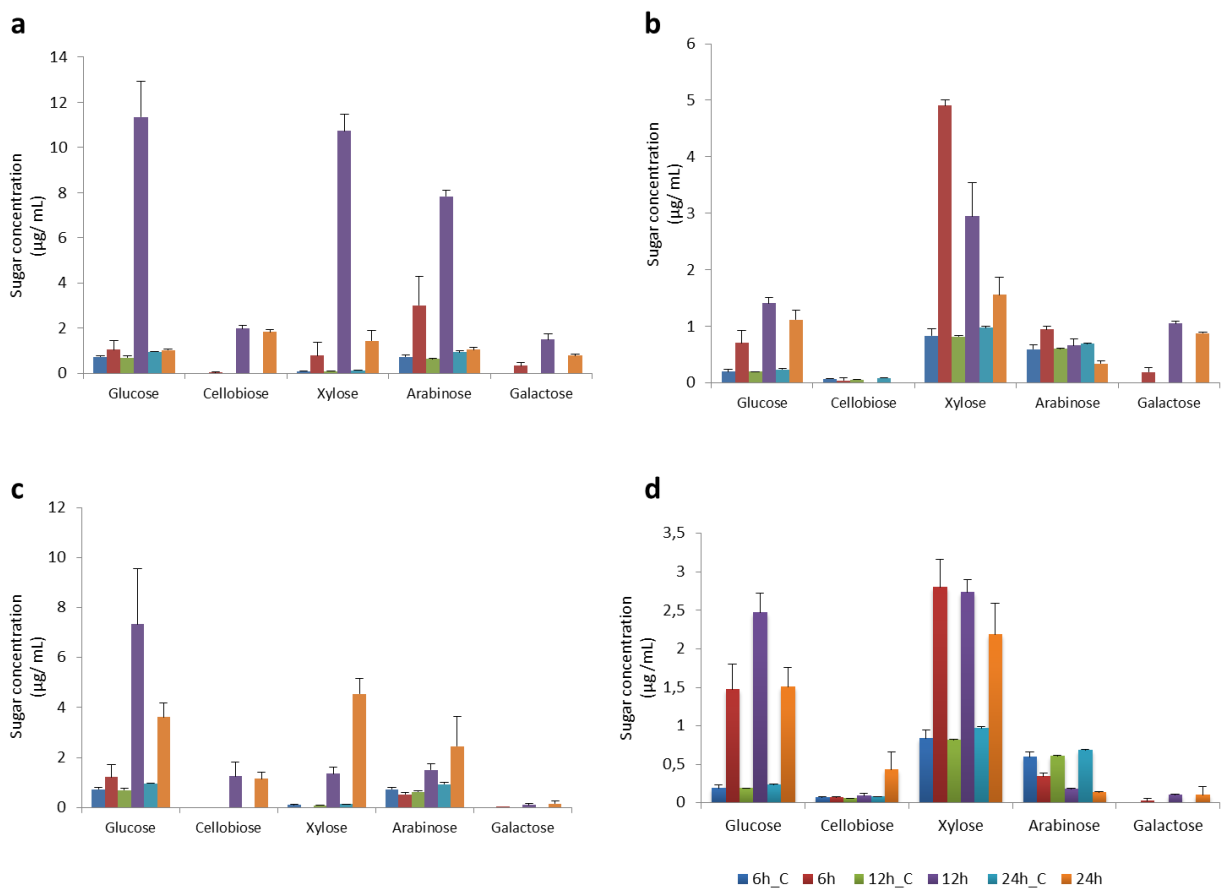 a
Sugar concentration
(µg/ mL)
14
12
10
8
6
4
2
0
Glucose Cellobiose Xylose Arabinose Galactose
b
Sugar concentration
(µg/ mL)
6
5
4
3
2
1
0
Glucose Cellobiose Xylose Arabinose Galactose
c
Sugar concentration
(µg/ mL)
12
10
8
6
4
2
0
Glucose Cellobiose Xylose Arabinose Galactose
d
Sugar concentration
(µg /mL)
3,5
3
2,5
2
1,5
1
0,5
0
Glucose Cellobiose Xylose Arabinose Galactose
6h_C 6h 12h_C 12h 24h_C 24h